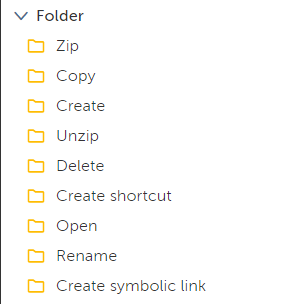 Folder
Zip
Copy
Create
Unzip
Delete
Create shortcut
Open
Rename
Create symbolic link